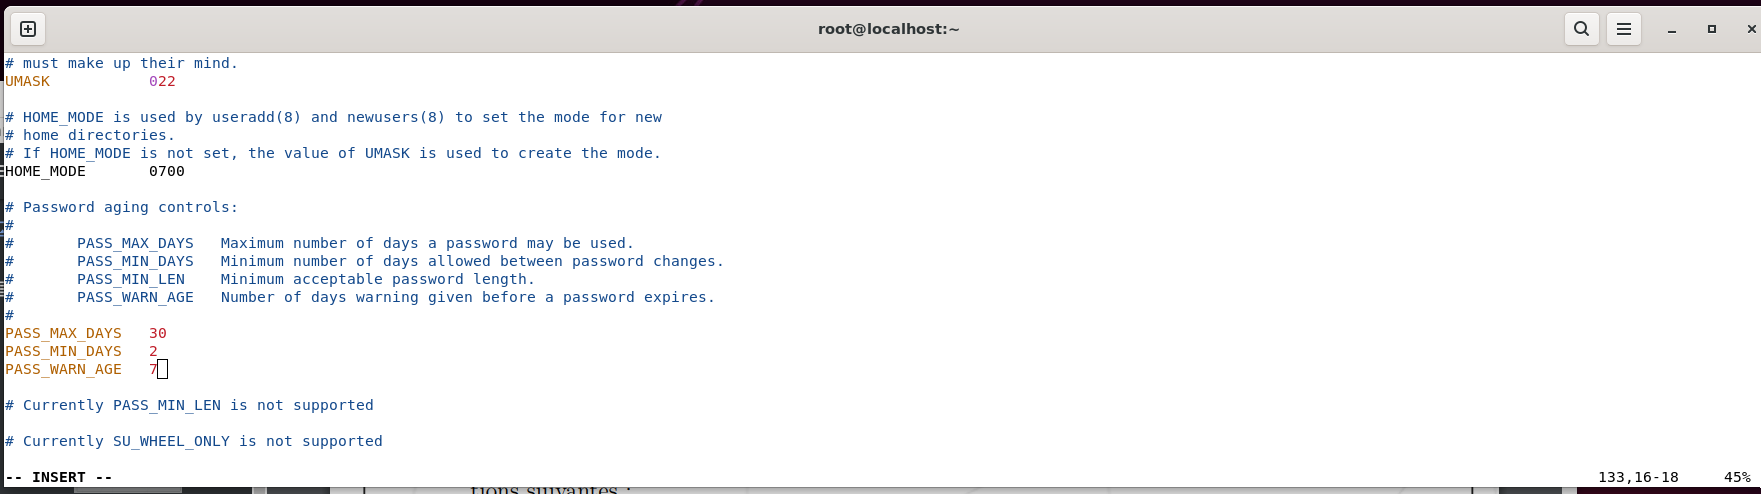 root@localhost:~
# must make up their mind.
UMASK           022
# HOME_MODE is used by useradd(8) and newusers(8) to set the mode for new
# home directories.
# If HOME_MODE is not set, the value of UMASK is used to create the mode.
HOME_MODE       0700
# Password aging controls:
#
#       PASS_MAX_DAYS   Maximum number of days a password may be used.
#       PASS_MIN_DAYS   Minimum number of days allowed between password changes.
#       PASS_MIN_LEN    Minimum acceptable password length.
#       PASS_WARN_AGE   Number of days warning given before a password expires.
#
PASS_MAX_DAYS   30
PASS_MIN_DAYS   2
PASS_WARN_AGE   7
# Currently PASS_MIN_LEN is not supported
# Currently SU_WHEEL_ONLY is not supported
-- INSERT --                    133,16-18     45%
tions suivantes :